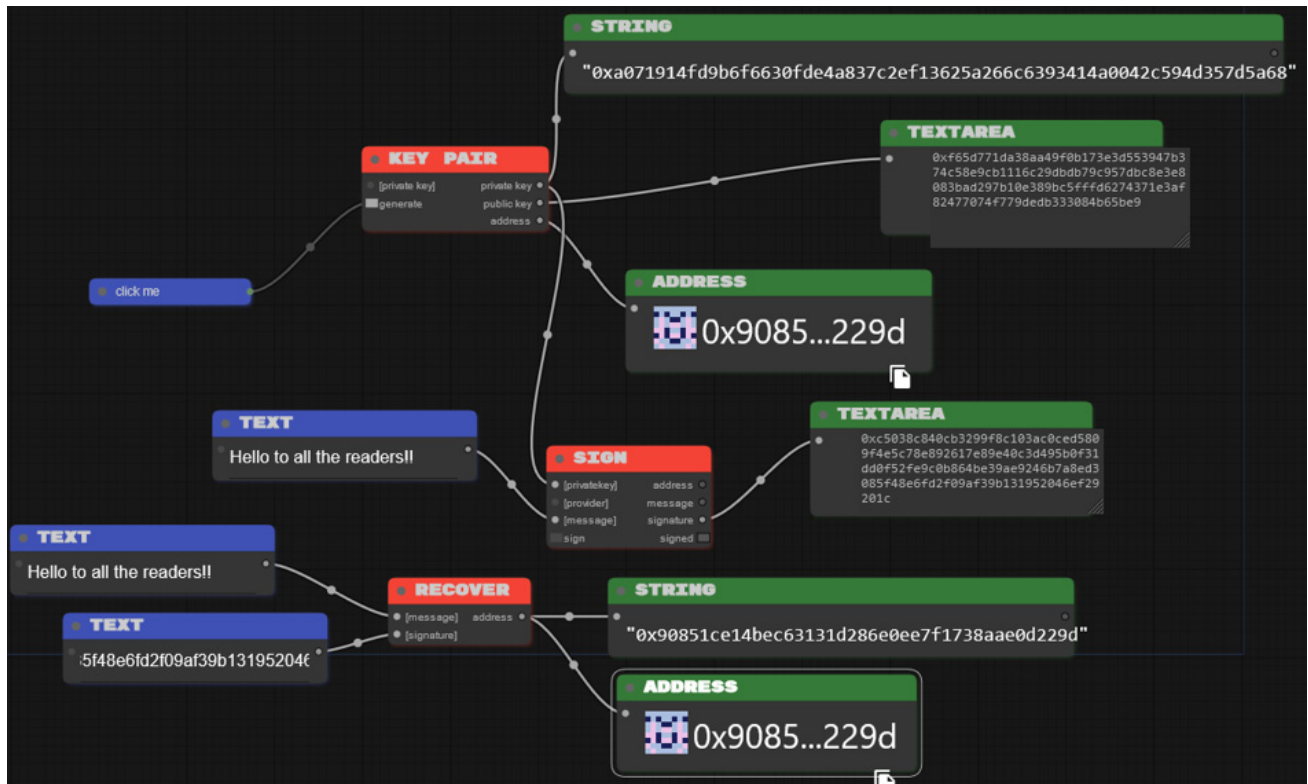 STRING
"0xa071914fd9b6f6630fde4a837c2ef13625a266c6393414a0042c594d357d5a68"
TEXTAREA
0xf65d771da38aa49f0b173e3d553947b3
74c58e9cb1116c29dbdb79c957dbc8e3e8
083bad297b10e389bc5fffd6274371e3af
82477074f779dedb333084b65be9
KEY PAIR
[private key] private key
generate public key
address
click me
ADDRESS
0x9085...229d
TEXT
Hello to all the readers!!
TEXTAREA
0xc5038c840cb3299f8c103ac0ced580
9f4e5c78e892617e89e40c3d495b0f31
dd0f52fe9c0b864be39ae9246b7a8ed3
085f48e6fd2f09af39b131952046ef29
201c
SIGN
[privatekey] address
[provider] message
[message] signature
sign signed
TEXT
Hello to all the readers!!
RECOVER
[message] address
[signature]
STRING
"0x90851ce14bec63131d286e0ee7f1738aae0d229d"
TEXT
5f48e6fd2f09af39b131952046
ADDRESS
0x9085...229d